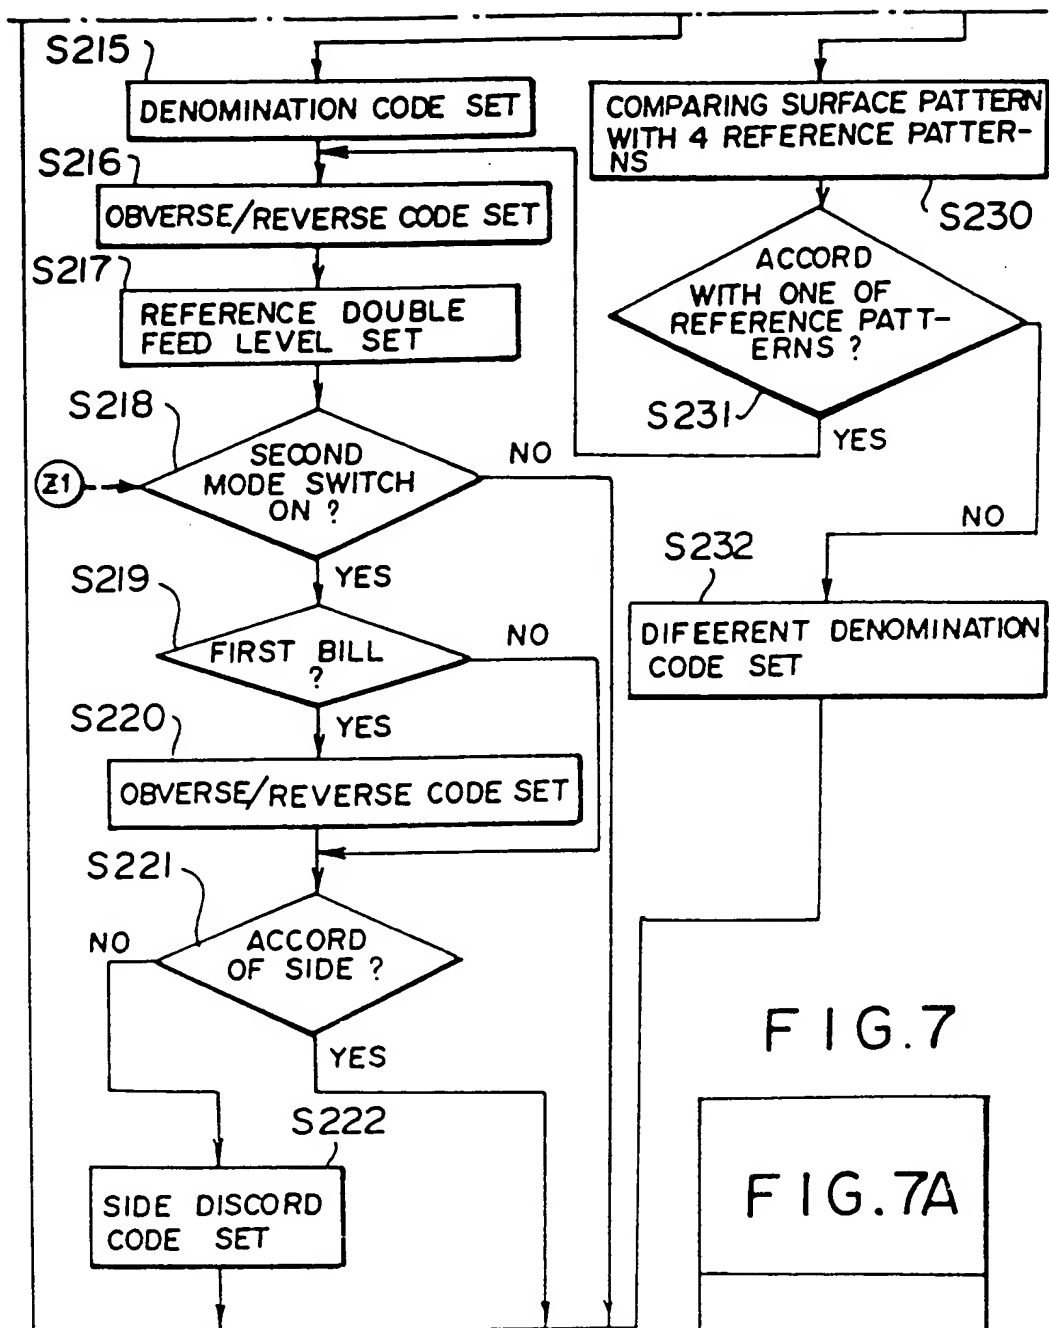 S215
DENOMINATION CODE SET
S216
OBVERSE/REVERSE CODE SET
S217
REFERENCE DOUBLE
FEED LEVEL SET
S218
SECOND
MODE SWITCH
ON ?
NO
Z1
YES
S219
FIRST BILL
?
NO
YES
S220
OBVERSE/REVERSE CODE SET
S221
NO
ACCORD
OF SIDE ?
YES
S222
SIDE DISCORD
CODE SET
COMPARING SURFACE PATTERN
WITH 4 REFERENCE PATTER-
NS
S230
ACCORD
WITH ONE OF
REFERENCE PATT-
ERNS ?
S231
YES
NO
S232
DIFEERENT DENOMINATION
CODE SET
FIG.7
FIG.7A